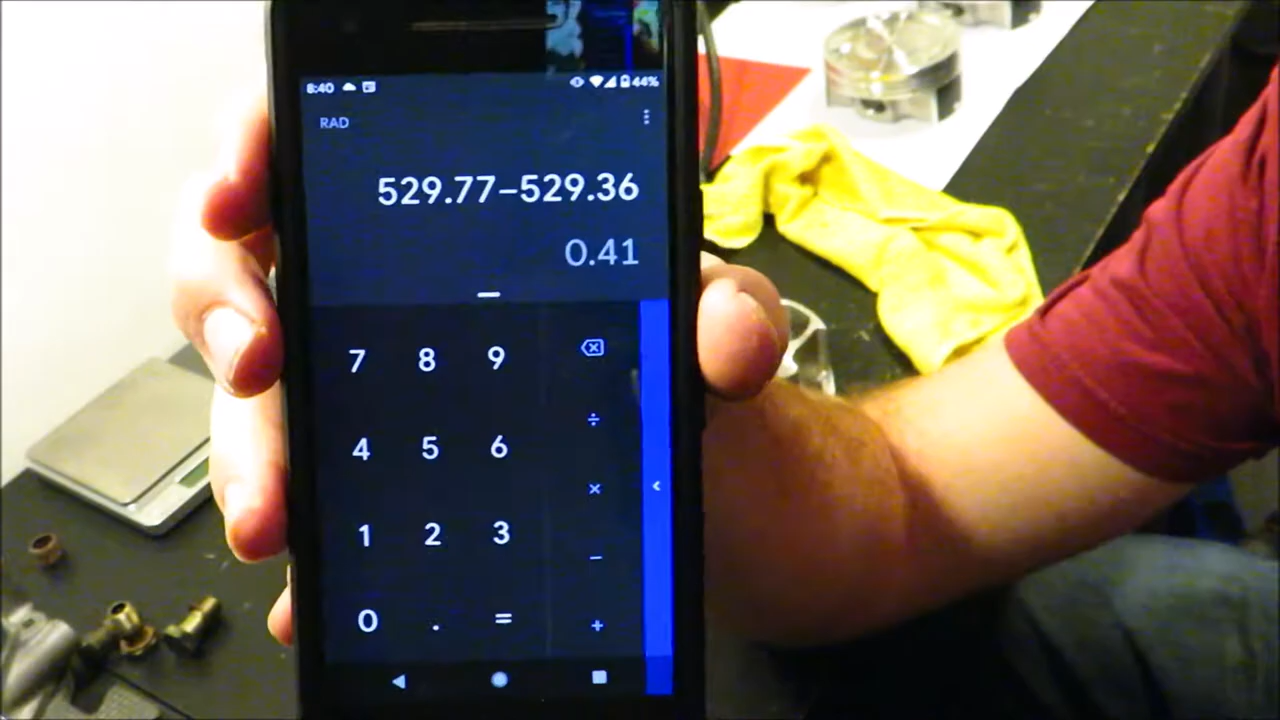 8:40 44%
RAD
529.77–529.36
0.41
7 8 9
÷
4 5 6
×
<
1 2 3
−
0 . = +